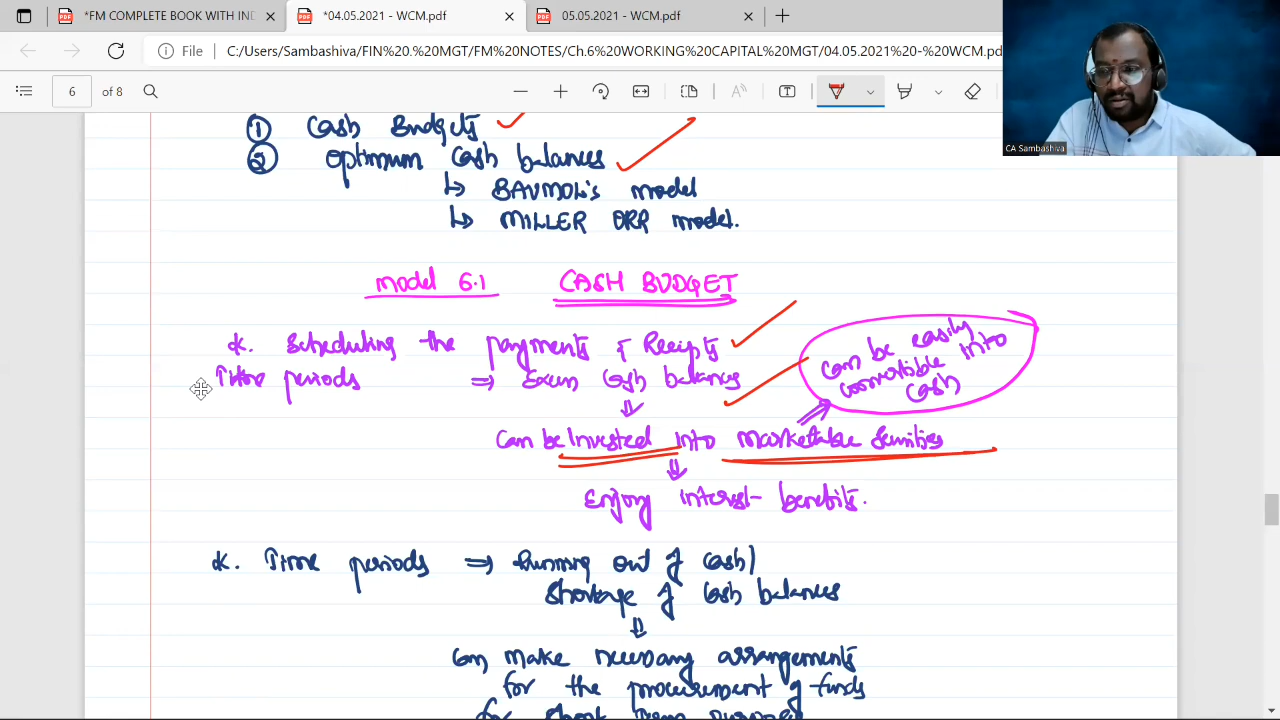 *FM COMPLETE BOOK WITH IND
*04.05.2021 - WCM.pdf
05.05.2021 - WCM.pdf
File
C:/Users/Sambashiva/FIN%20.%20MGT/FM%20NOTES/Ch.6%20WORKING%20CAPITAL%20MGT/04.05.2021%20-%20WCM.pd
6 of 8
CA Sambashiva
① Cash Budgets
② Optimum Cash balances
↳ BAUMOL's model
↳ MILLER ORR model.
model 6.1 CASH BUDGET
*. Scheduling the payments & Receipts
Time periods ⇒ Excess Cash balances
⇓
Can be Invested into Marketable Securities
Can be easily
convertible into
cash
⇓
Enjoy interest benefits.
*. Time periods ⇒ Running out of Cash/
Shortage of Cash balances
⇓
Can make necessary arrangements
for the procurement of funds
for short term